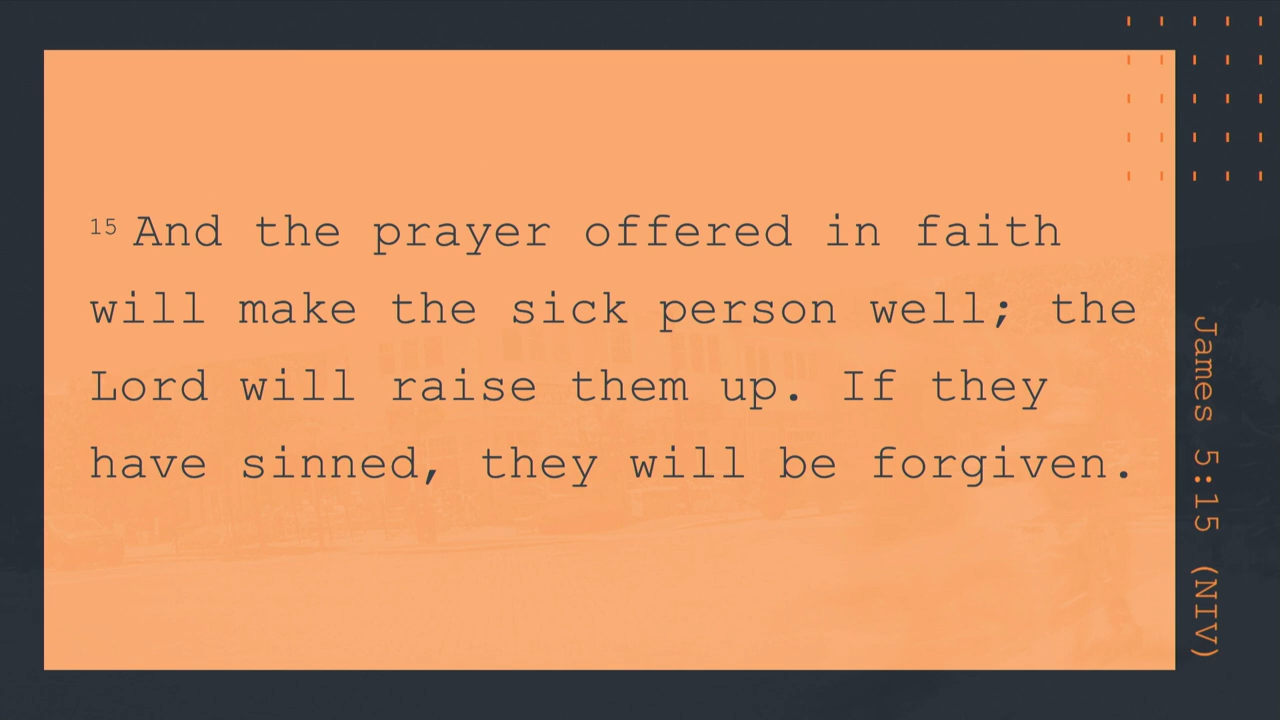 15 And the prayer offered in faith
will make the sick person well; the
Lord will raise them up. If they
have sinned, they will be forgiven.
James 5:15 (NIV)